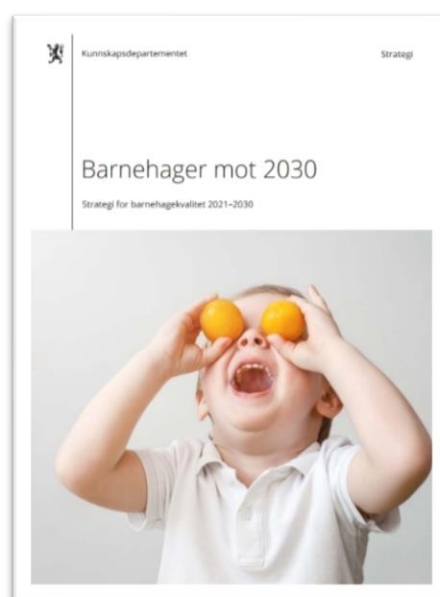 Kunnskapsdepartementet
Strategi
Barnehager mot 2030
Strategi for barnehagekvalitet 2021–2030